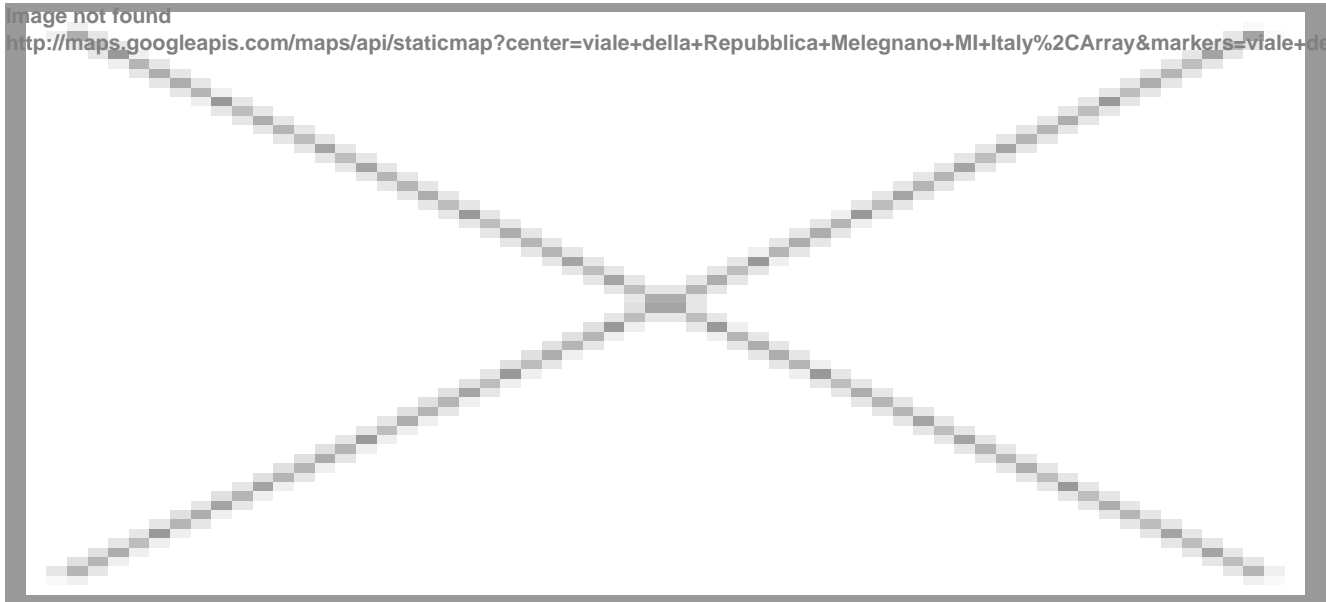 Image not found
http://maps.googleapis.com/maps/api/staticmap?center=viale+della+Repubblica+Melegnano+MI+Italy%2CArray&markers=viale+de